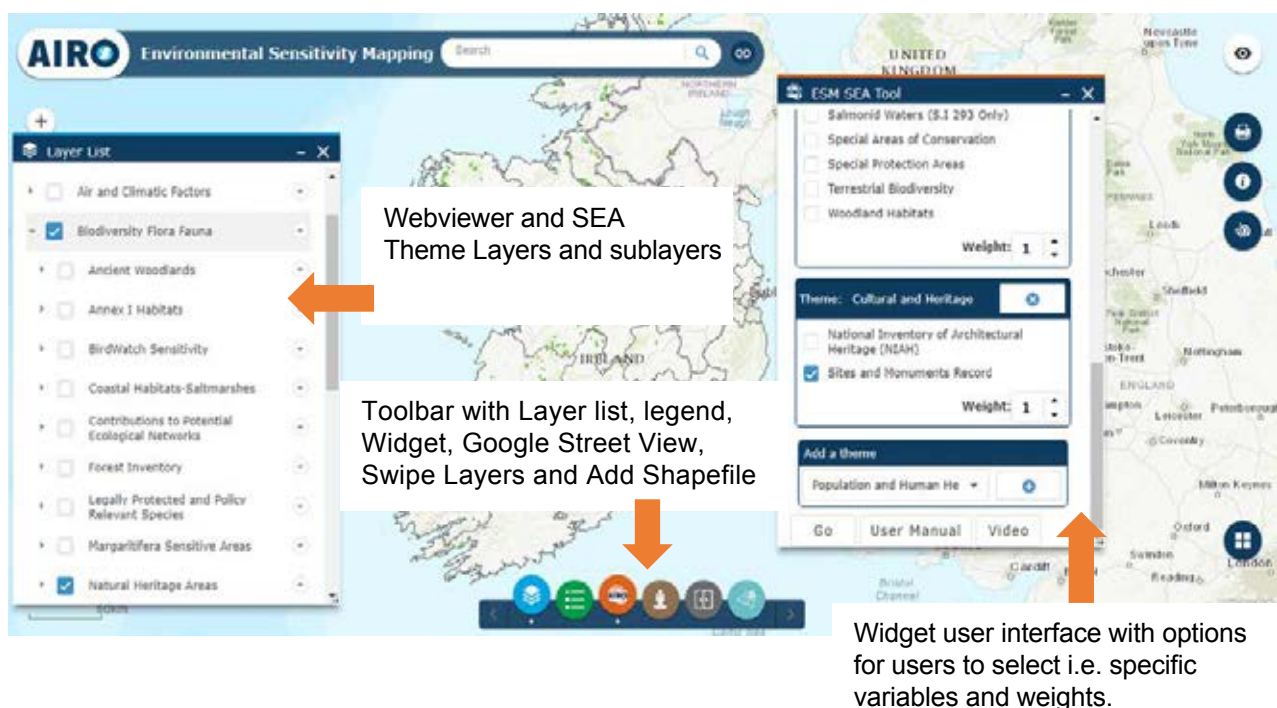 AIRO Environmental Sensitivity Mapping Search
UNITED
KINGDOM
Newcastle
upon Tyne
NORTHERN
IRELAND
Layer List
Air and Climatic Factors
Biodiversity Flora Fauna
Ancient Woodlands
Annex I Habitats
BirdWatch Sensitivity
Coastal Habitats-Saltmarshes
Contributions to Potential
Ecological Networks
Forest Inventory
Legally Protected and Policy
Relevant Species
Margaritifera Sensitive Areas
Natural Heritage Areas
60km
Webviewer and SEA
Theme Layers and sublayers
IRELAND
Toolbar with Layer list, legend,
Widget, Google Street View,
Swipe Layers and Add Shapefile
AIRO
ESM SEA Tool
Salmonid Waters (S.I 293 Only)
Special Areas of Conservation
Special Protection Areas
Terrestrial Biodiversity
Woodland Habitats
Weight: 1
Theme: Cultural and Heritage
National Inventory of Architectural
Heritage (NIAH)
Sites and Monuments Record
Weight: 1
Add a theme
Population and Human He
Go User Manual Video
Leeds
Sheffield
Nottingham
ENGLAND
Leicester
Peterborough
Coventry
Milton Keynes
Oxford
Swindon
London
Reading
Cardiff
Bristol
Channel
Widget user interface with options
for users to select i.e. specific
variables and weights.